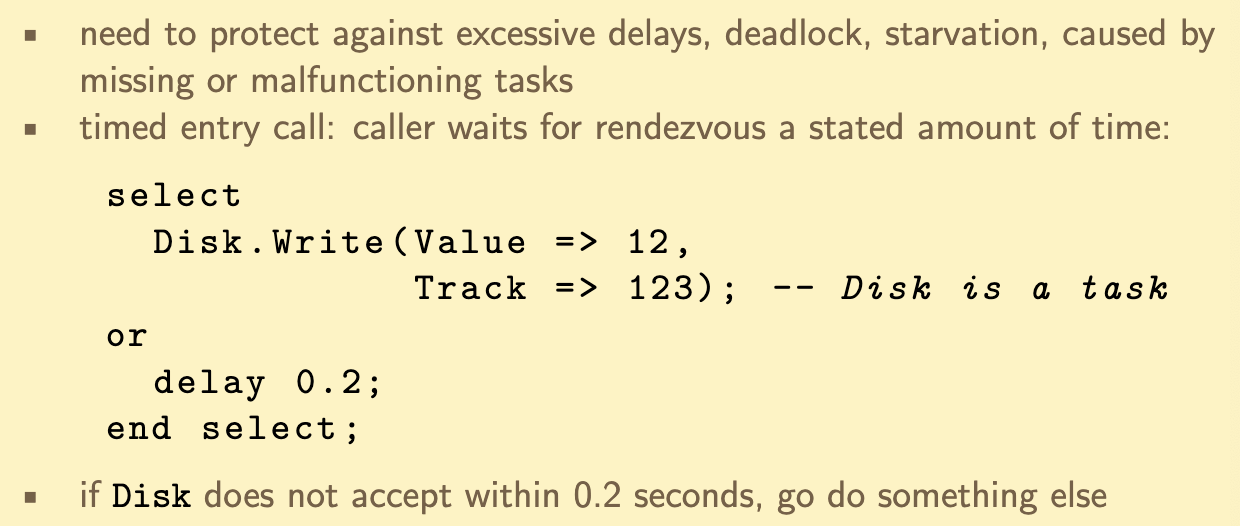 ▪ need to protect against excessive delays, deadlock, starvation, caused by
missing or malfunctioning tasks
▪ timed entry call: caller waits for rendezvous a stated amount of time:
select
  Disk.Write(Value => 12,
             Track => 123); -- Disk is a task
or
  delay 0.2;
end select;
▪ if Disk does not accept within 0.2 seconds, go do something else